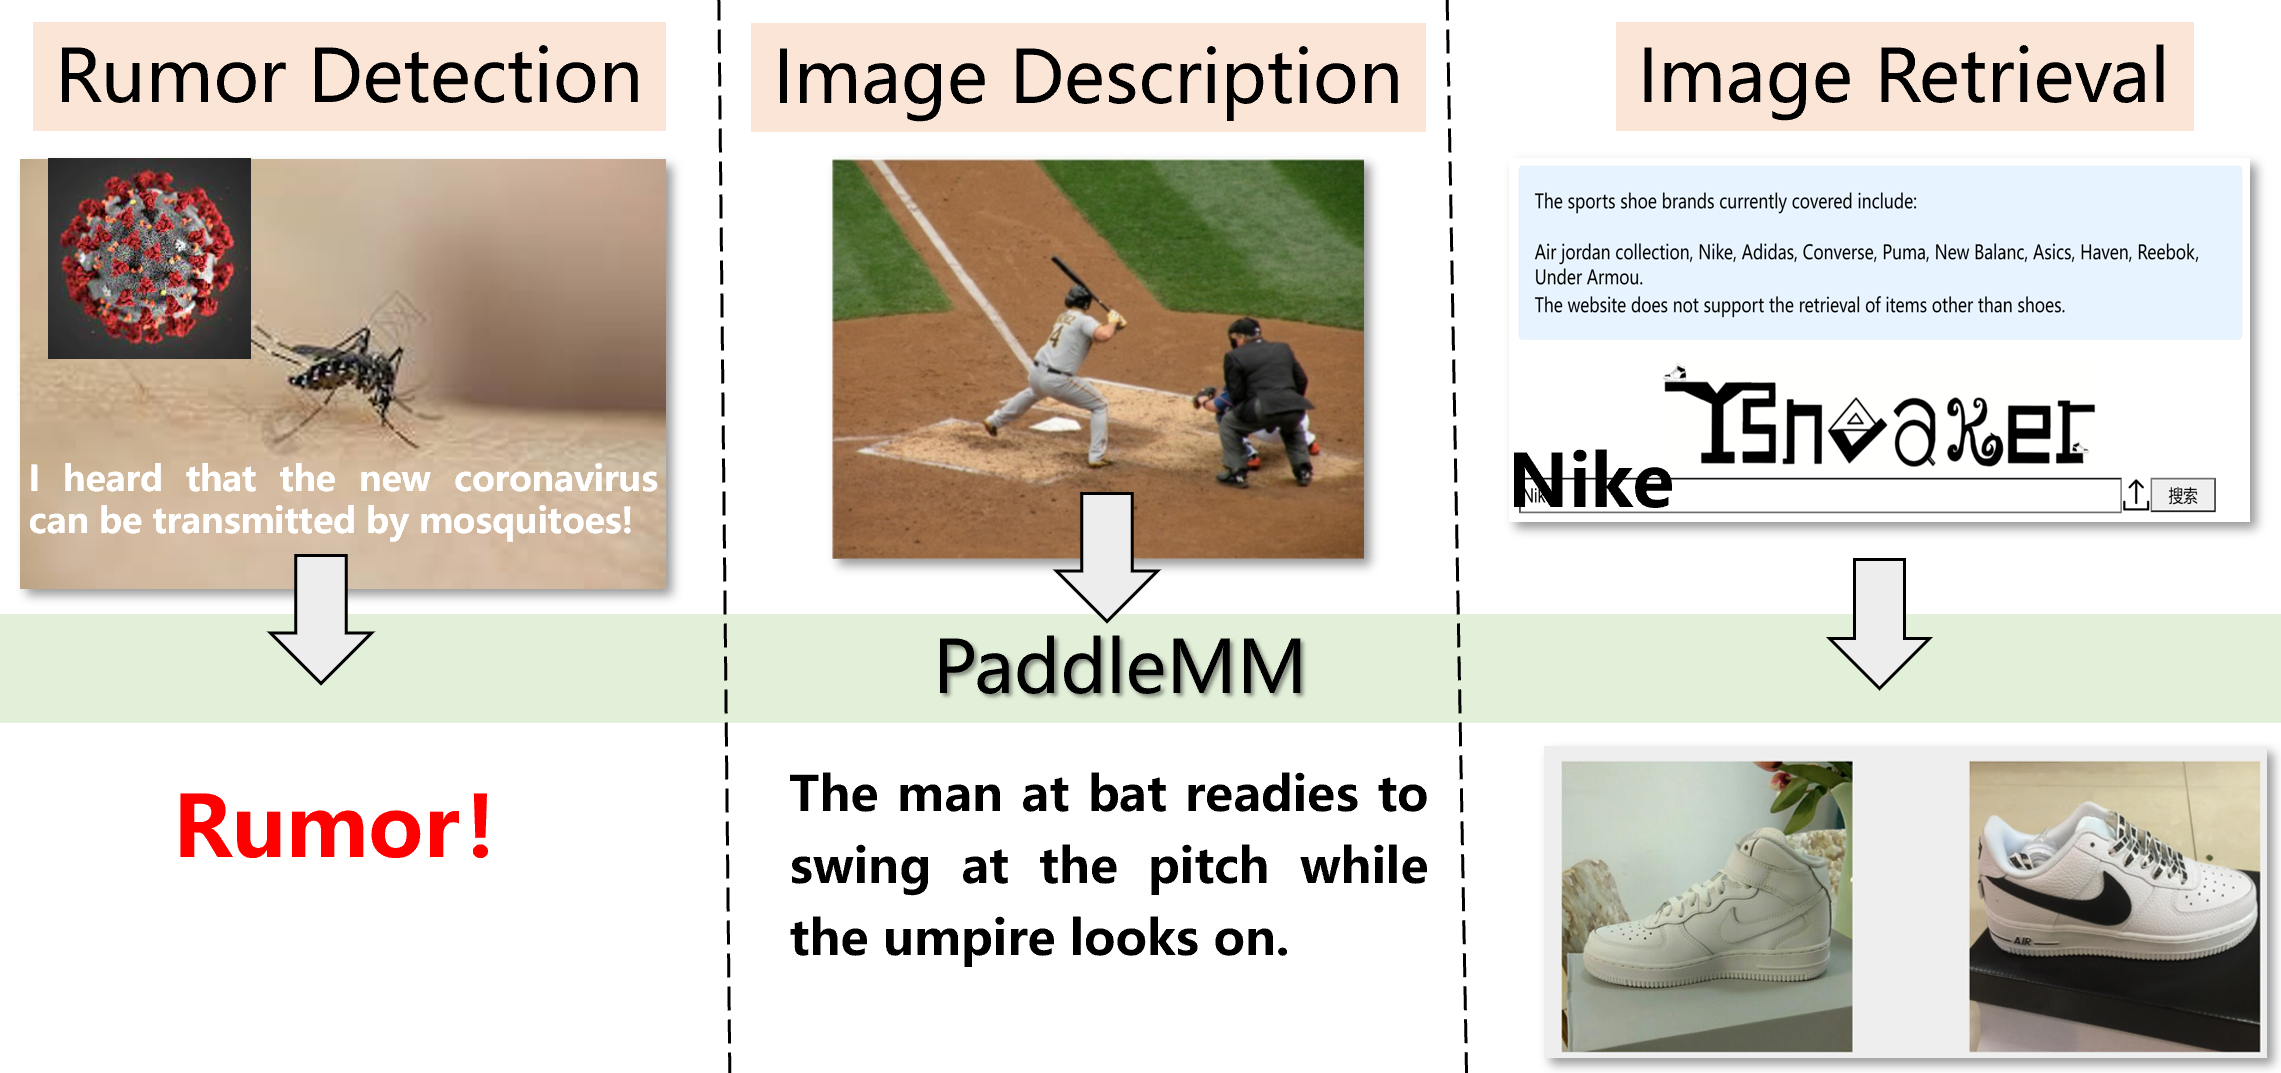 Rumor Detection
I heard that the new coronavirus
can be transmitted by mosquitoes!
Rumor!
Image Description
PaddleMM
The man at bat readies to
swing at the pitch while
the umpire looks on.
Image Retrieval
The sports shoe brands currently covered include:
Air jordan collection, Nike, Adidas, Converse, Puma, New Balanc, Asics, Haven, Reebok,
Under Armou.
The website does not support the retrieval of items other than shoes.
YSneaker
Nike
搜索
AIR